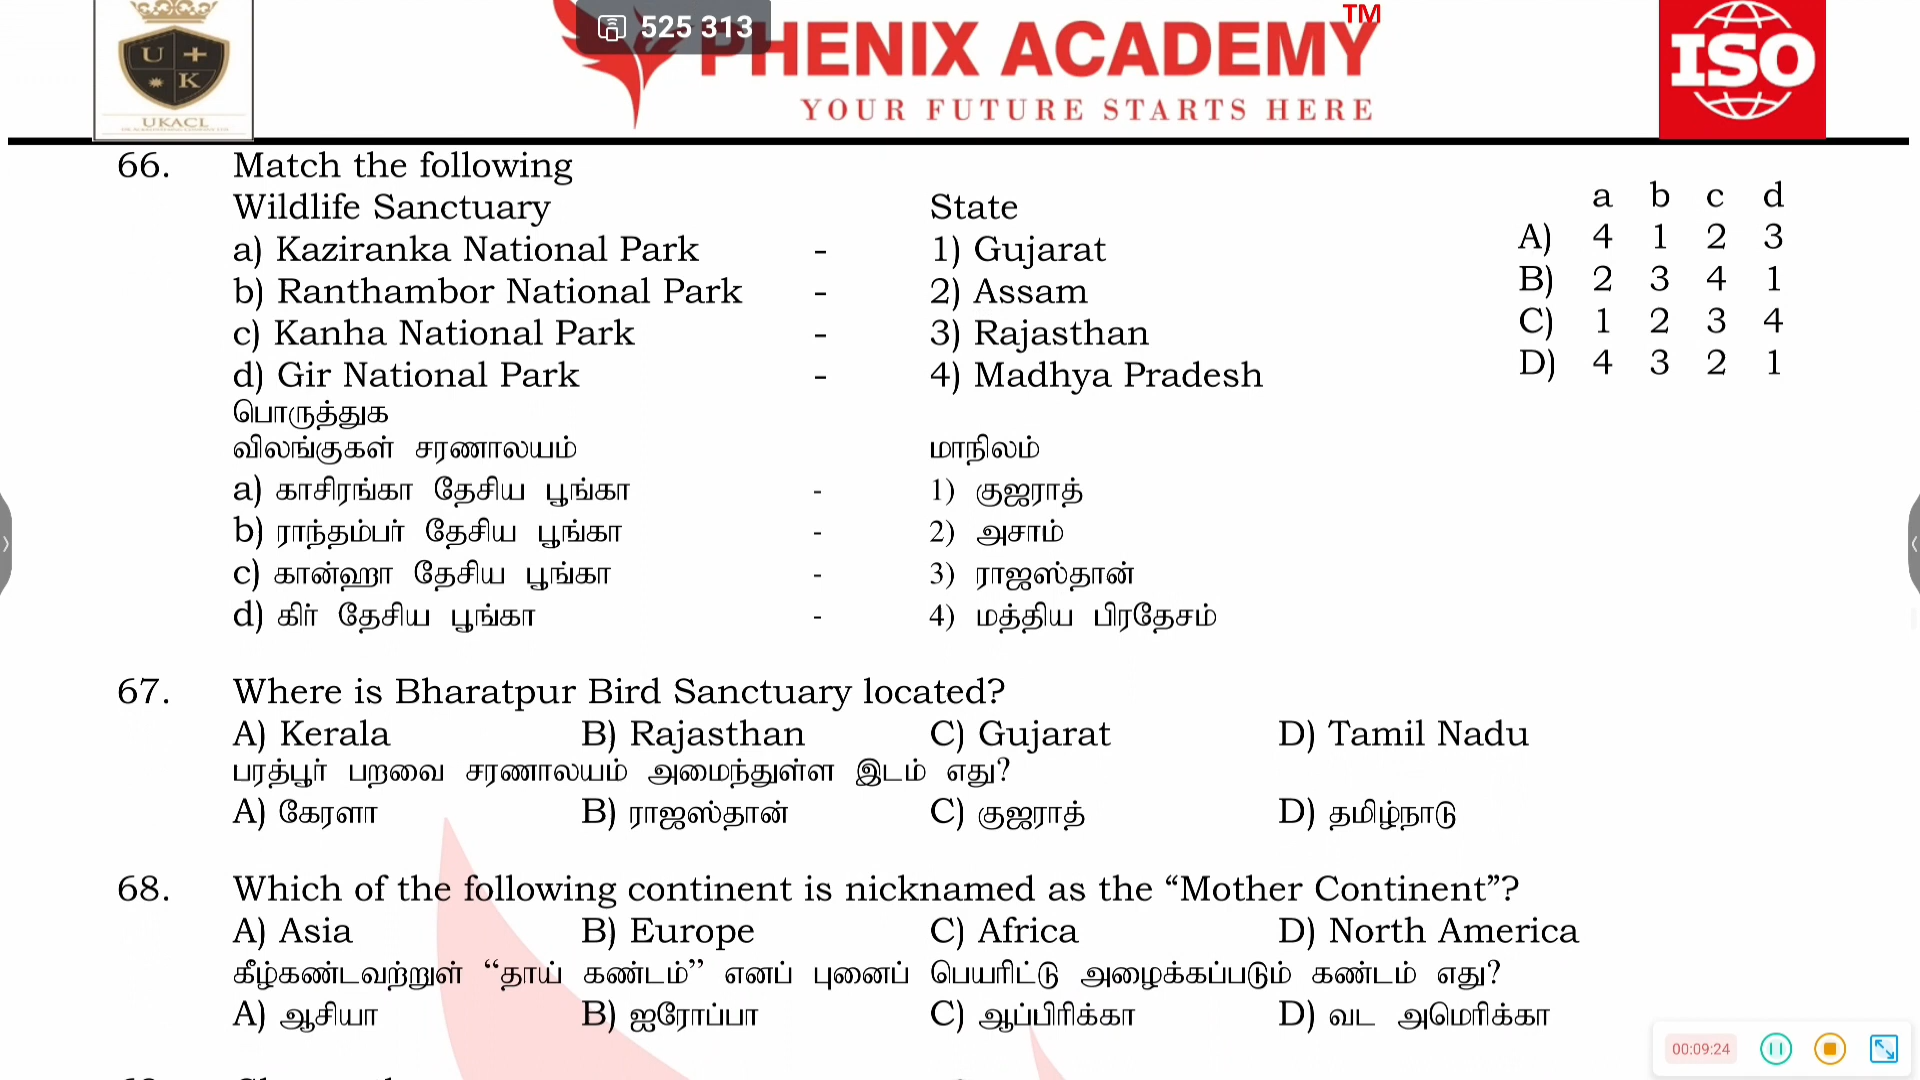 525 313
U K
UKACL
PHENIX ACADEMY TM
YOUR FUTURE STARTS HERE
ISO
66. Match the following
Wildlife Sanctuary State
a) Kaziranka National Park - 1) Gujarat
b) Ranthambor National Park - 2) Assam
c) Kanha National Park - 3) Rajasthan
d) Gir National Park - 4) Madhya Pradesh
a b c d
A) 4 1 2 3
B) 2 3 4 1
C) 1 2 3 4
D) 4 3 2 1
பொருத்துக
விலங்குகள் சரணாலயம் மாநிலம்
a) காசிரங்கா தேசிய பூங்கா - 1) குஜராத்
b) ராந்தம்பர் தேசிய பூங்கா - 2) அசாம்
c) கான்ஹா தேசிய பூங்கா - 3) ராஜஸ்தான்
d) கிர் தேசிய பூங்கா - 4) மத்திய பிரதேசம்
67. Where is Bharatpur Bird Sanctuary located?
A) Kerala B) Rajasthan C) Gujarat D) Tamil Nadu
பரத்பூர் பறவை சரணாலயம் அமைந்துள்ள இடம் எது?
A) கேரளா B) ராஜஸ்தான் C) குஜராத் D) தமிழ்நாடு
68. Which of the following continent is nicknamed as the “Mother Continent”?
A) Asia B) Europe C) Africa D) North America
கீழ்கண்டவற்றுள் “தாய் கண்டம்” எனப் புனைப் பெயரிட்டு அழைக்கப்படும் கண்டம் எது?
A) ஆசியா B) ஐரோப்பா C) ஆப்பிரிக்கா D) வட அமெரிக்கா
00:09:24